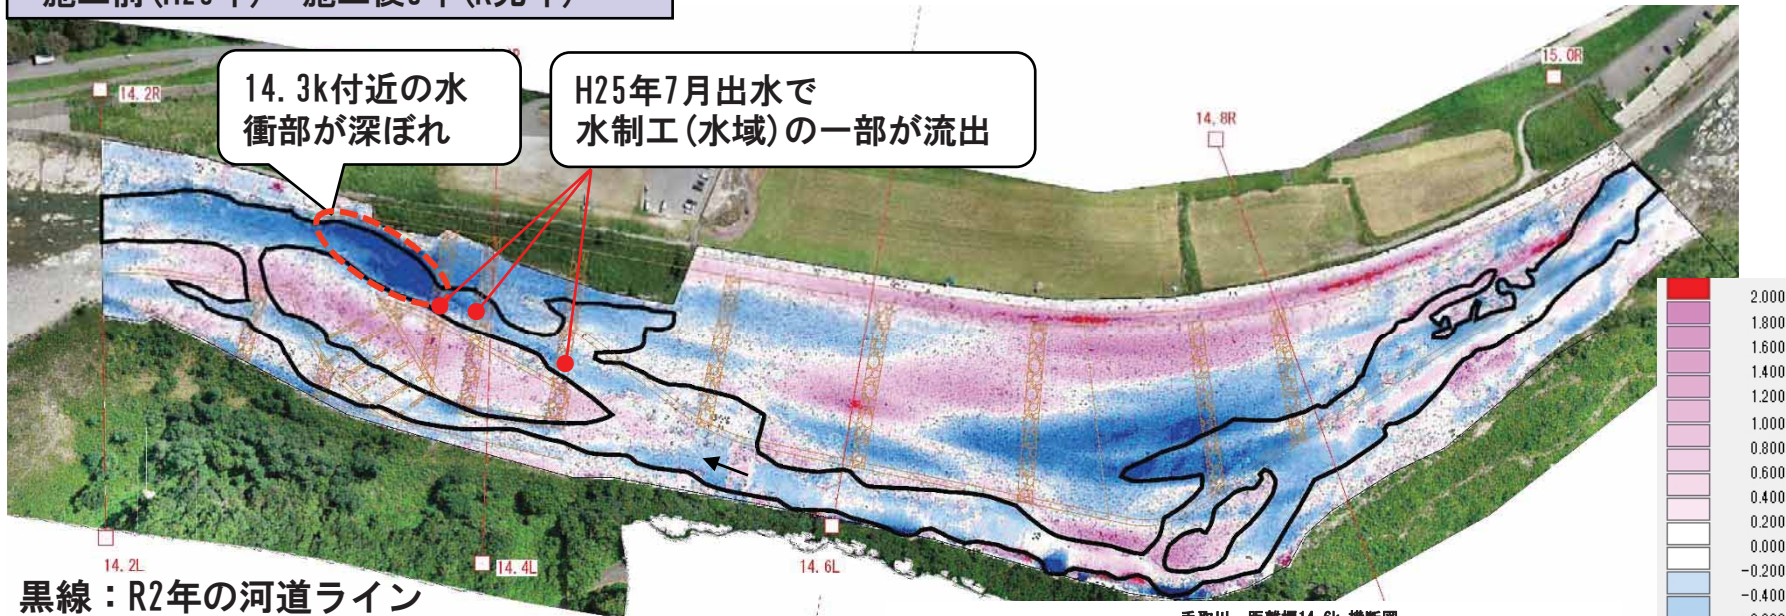 14.2R
14.3k付近の水
衝部が深ぼれ
H25年7月出水で
水制工(水域)の一部が流出
14.8R
15.0R
2.000
1.800
1.600
1.400
1.200
1.000
0.800
0.600
0.400
0.200
0.000
-0.200
-0.400
14.2L
14.4L
14.6L
黒線：R2年の河道ライン